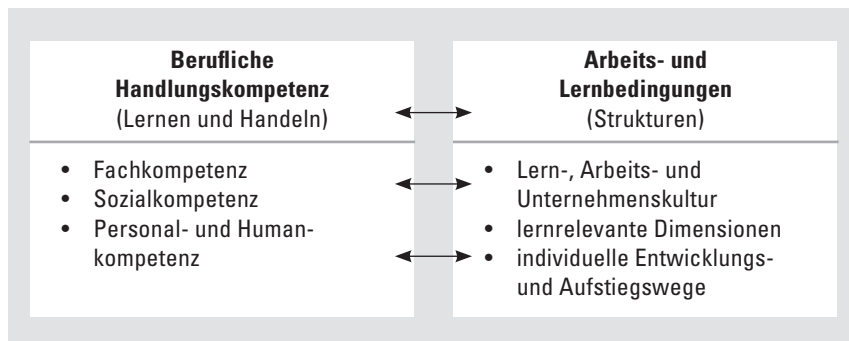 Berufliche
Handlungskompetenz
(Lernen und Handeln)
• Fachkompetenz
• Sozialkompetenz
• Personal- und Human-
kompetenz
Arbeits- und
Lernbedingungen
(Strukturen)
• Lern-, Arbeits- und
Unternehmenskultur
• lernrelevante Dimensionen
• individuelle Entwicklungs-
und Aufstiegswege